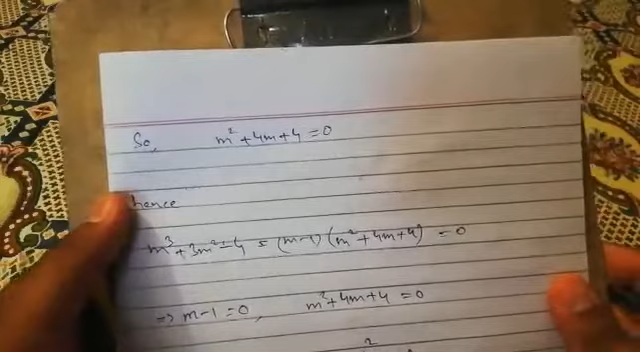 So, m² + 4m + 4 = 0
hence
m³ + 3m² - 4 = (m-1) (m² + 4m + 4) = 0
⇒ m - 1 = 0, m² + 4m + 4 = 0
2